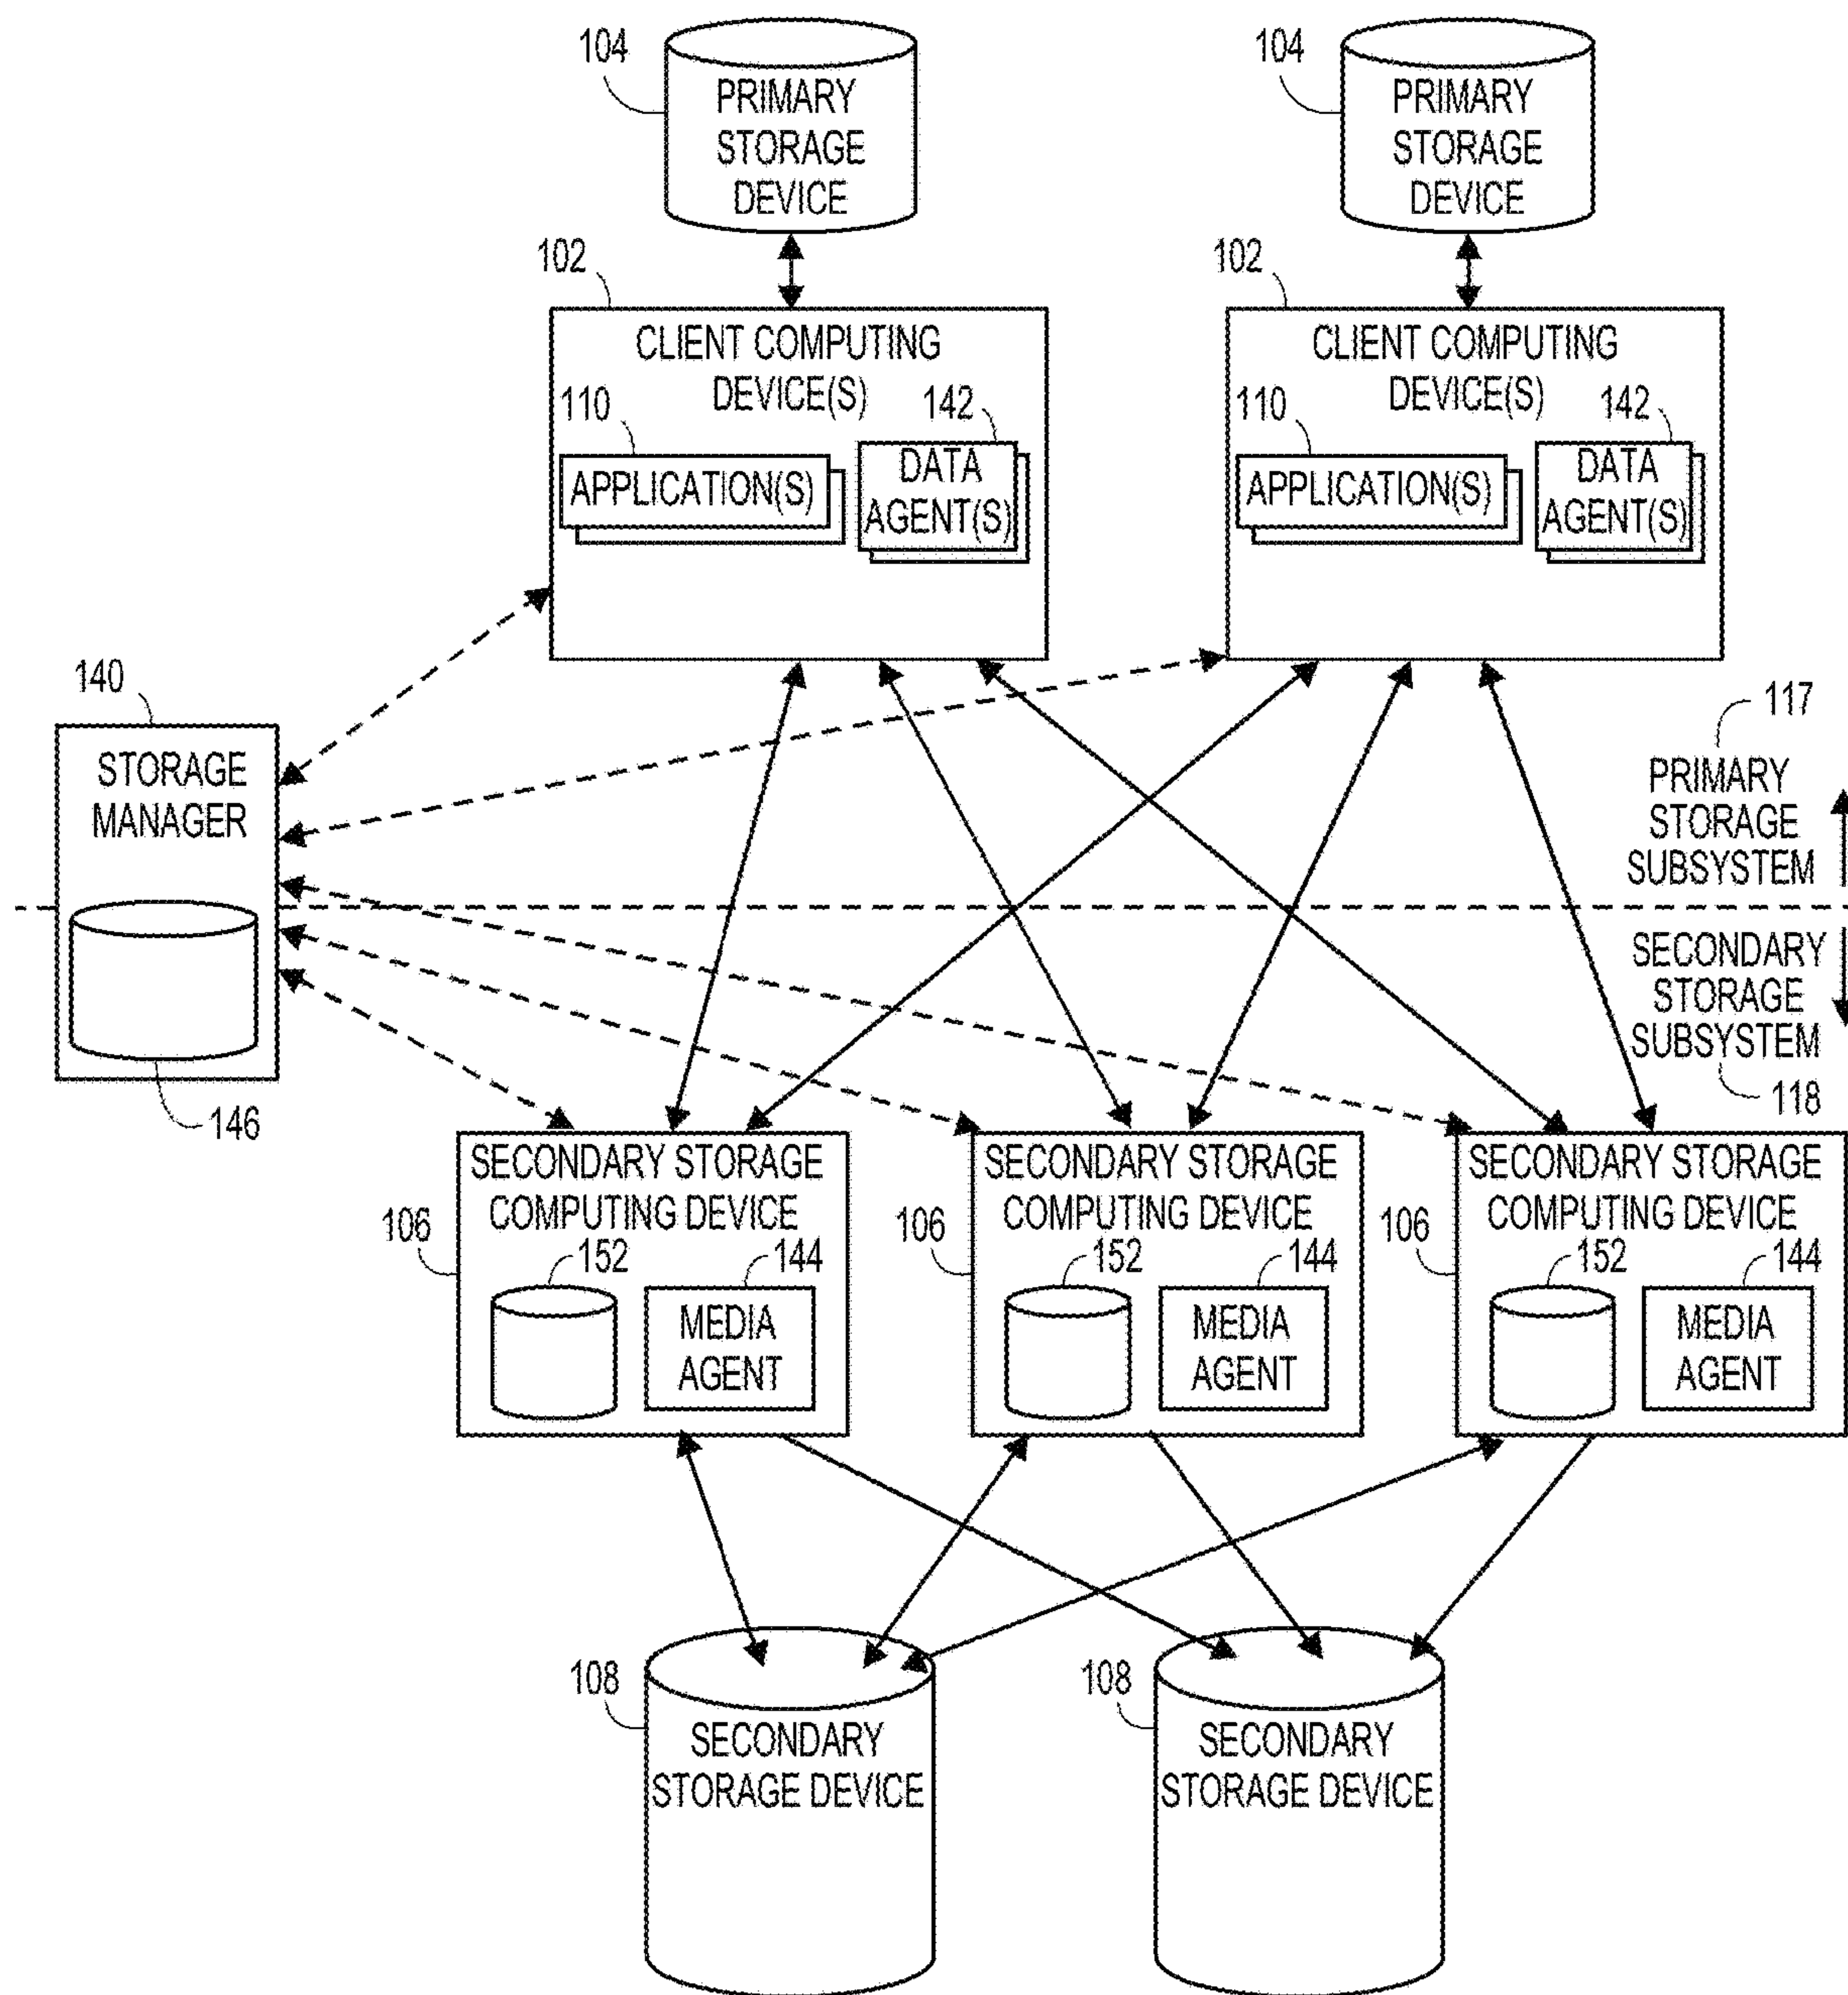 104
PRIMARY
STORAGE
DEVICE
104
PRIMARY
STORAGE
DEVICE
102
CLIENT COMPUTING
DEVICE(S)
110
142
APPLICATION(S)
DATA
AGENT(S)
102
CLIENT COMPUTING
DEVICE(S)
110
142
APPLICATION(S)
DATA
AGENT(S)
140
STORAGE
MANAGER
146
117
PRIMARY
STORAGE
SUBSYSTEM
SECONDARY
STORAGE
SUBSYSTEM
118
106
SECONDARY STORAGE
COMPUTING DEVICE
152
144
MEDIA
AGENT
106
SECONDARY STORAGE
COMPUTING DEVICE
152
144
MEDIA
AGENT
106
SECONDARY STORAGE
COMPUTING DEVICE
152
144
MEDIA
AGENT
108
SECONDARY
STORAGE DEVICE
108
SECONDARY
STORAGE DEVICE